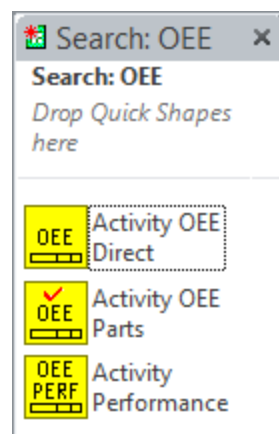 Search: OEE
Search: OEE
Drop Quick Shapes
here
OEE
Activity OEE
Direct
OEE
Activity OEE
Parts
OEE
PERF
Activity
Performance